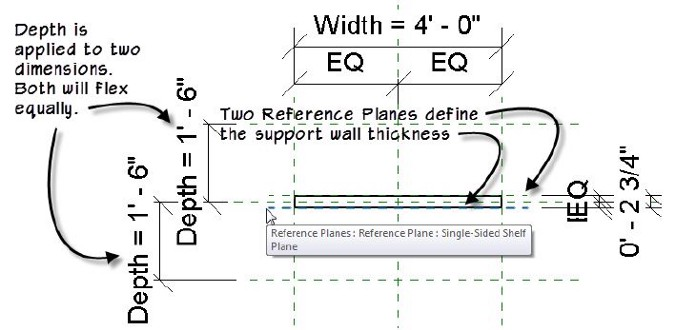 Width = 4' - 0"
Depth is
applied to two
dimensions.
Both will flex
equally.
EQ
EQ
Depth = 1' - 6"
Two Reference Planes define
the support wall thickness
Depth = 1' - 6"
EQ
0' - 2 3/4"
Reference Planes : Reference Plane : Single-Sided Shelf
Plane